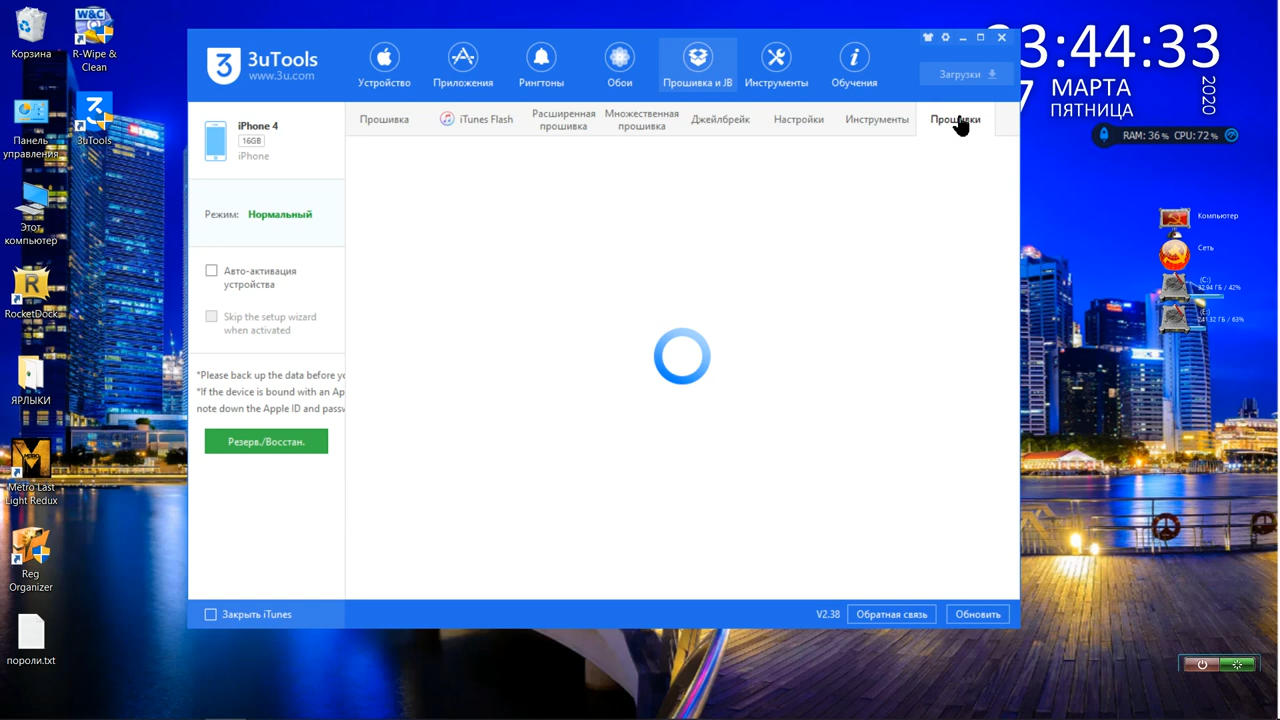 Корзина
R-Wipe &
Clean
Панель
управления
3uTools
Этот
компьютер
RocketDock
ЯРЛЫКИ
Metro Last
Light Redux
Reg
Organizer
пороли.txt
3uTools
www.3u.com
Устройство
Приложения
Рингтоны
Обои
Прошивка и JB
Инструменты
Обучения
Загрузки
iPhone 4
16GB
iPhone
Режим: Нормальный
Авто-активация
устройства
Skip the setup wizard
when activated
*Please back up the data before yo
*If the device is bound with an Ap
note down the Apple ID and passw
Резерв./Восстан.
Прошивка
iTunes Flash
Расширенная
прошивка
Множественная
прошивка
Джейлбрейк
Настройки
Инструменты
Закрыть iTunes
V2.38
Обратная связь
Обновить
3:44:33
7 МАРТА
ПЯТНИЦА
2020
RAM: 36 % CPU: 72 %
Компьютер
Сеть
(C:)
(E:)